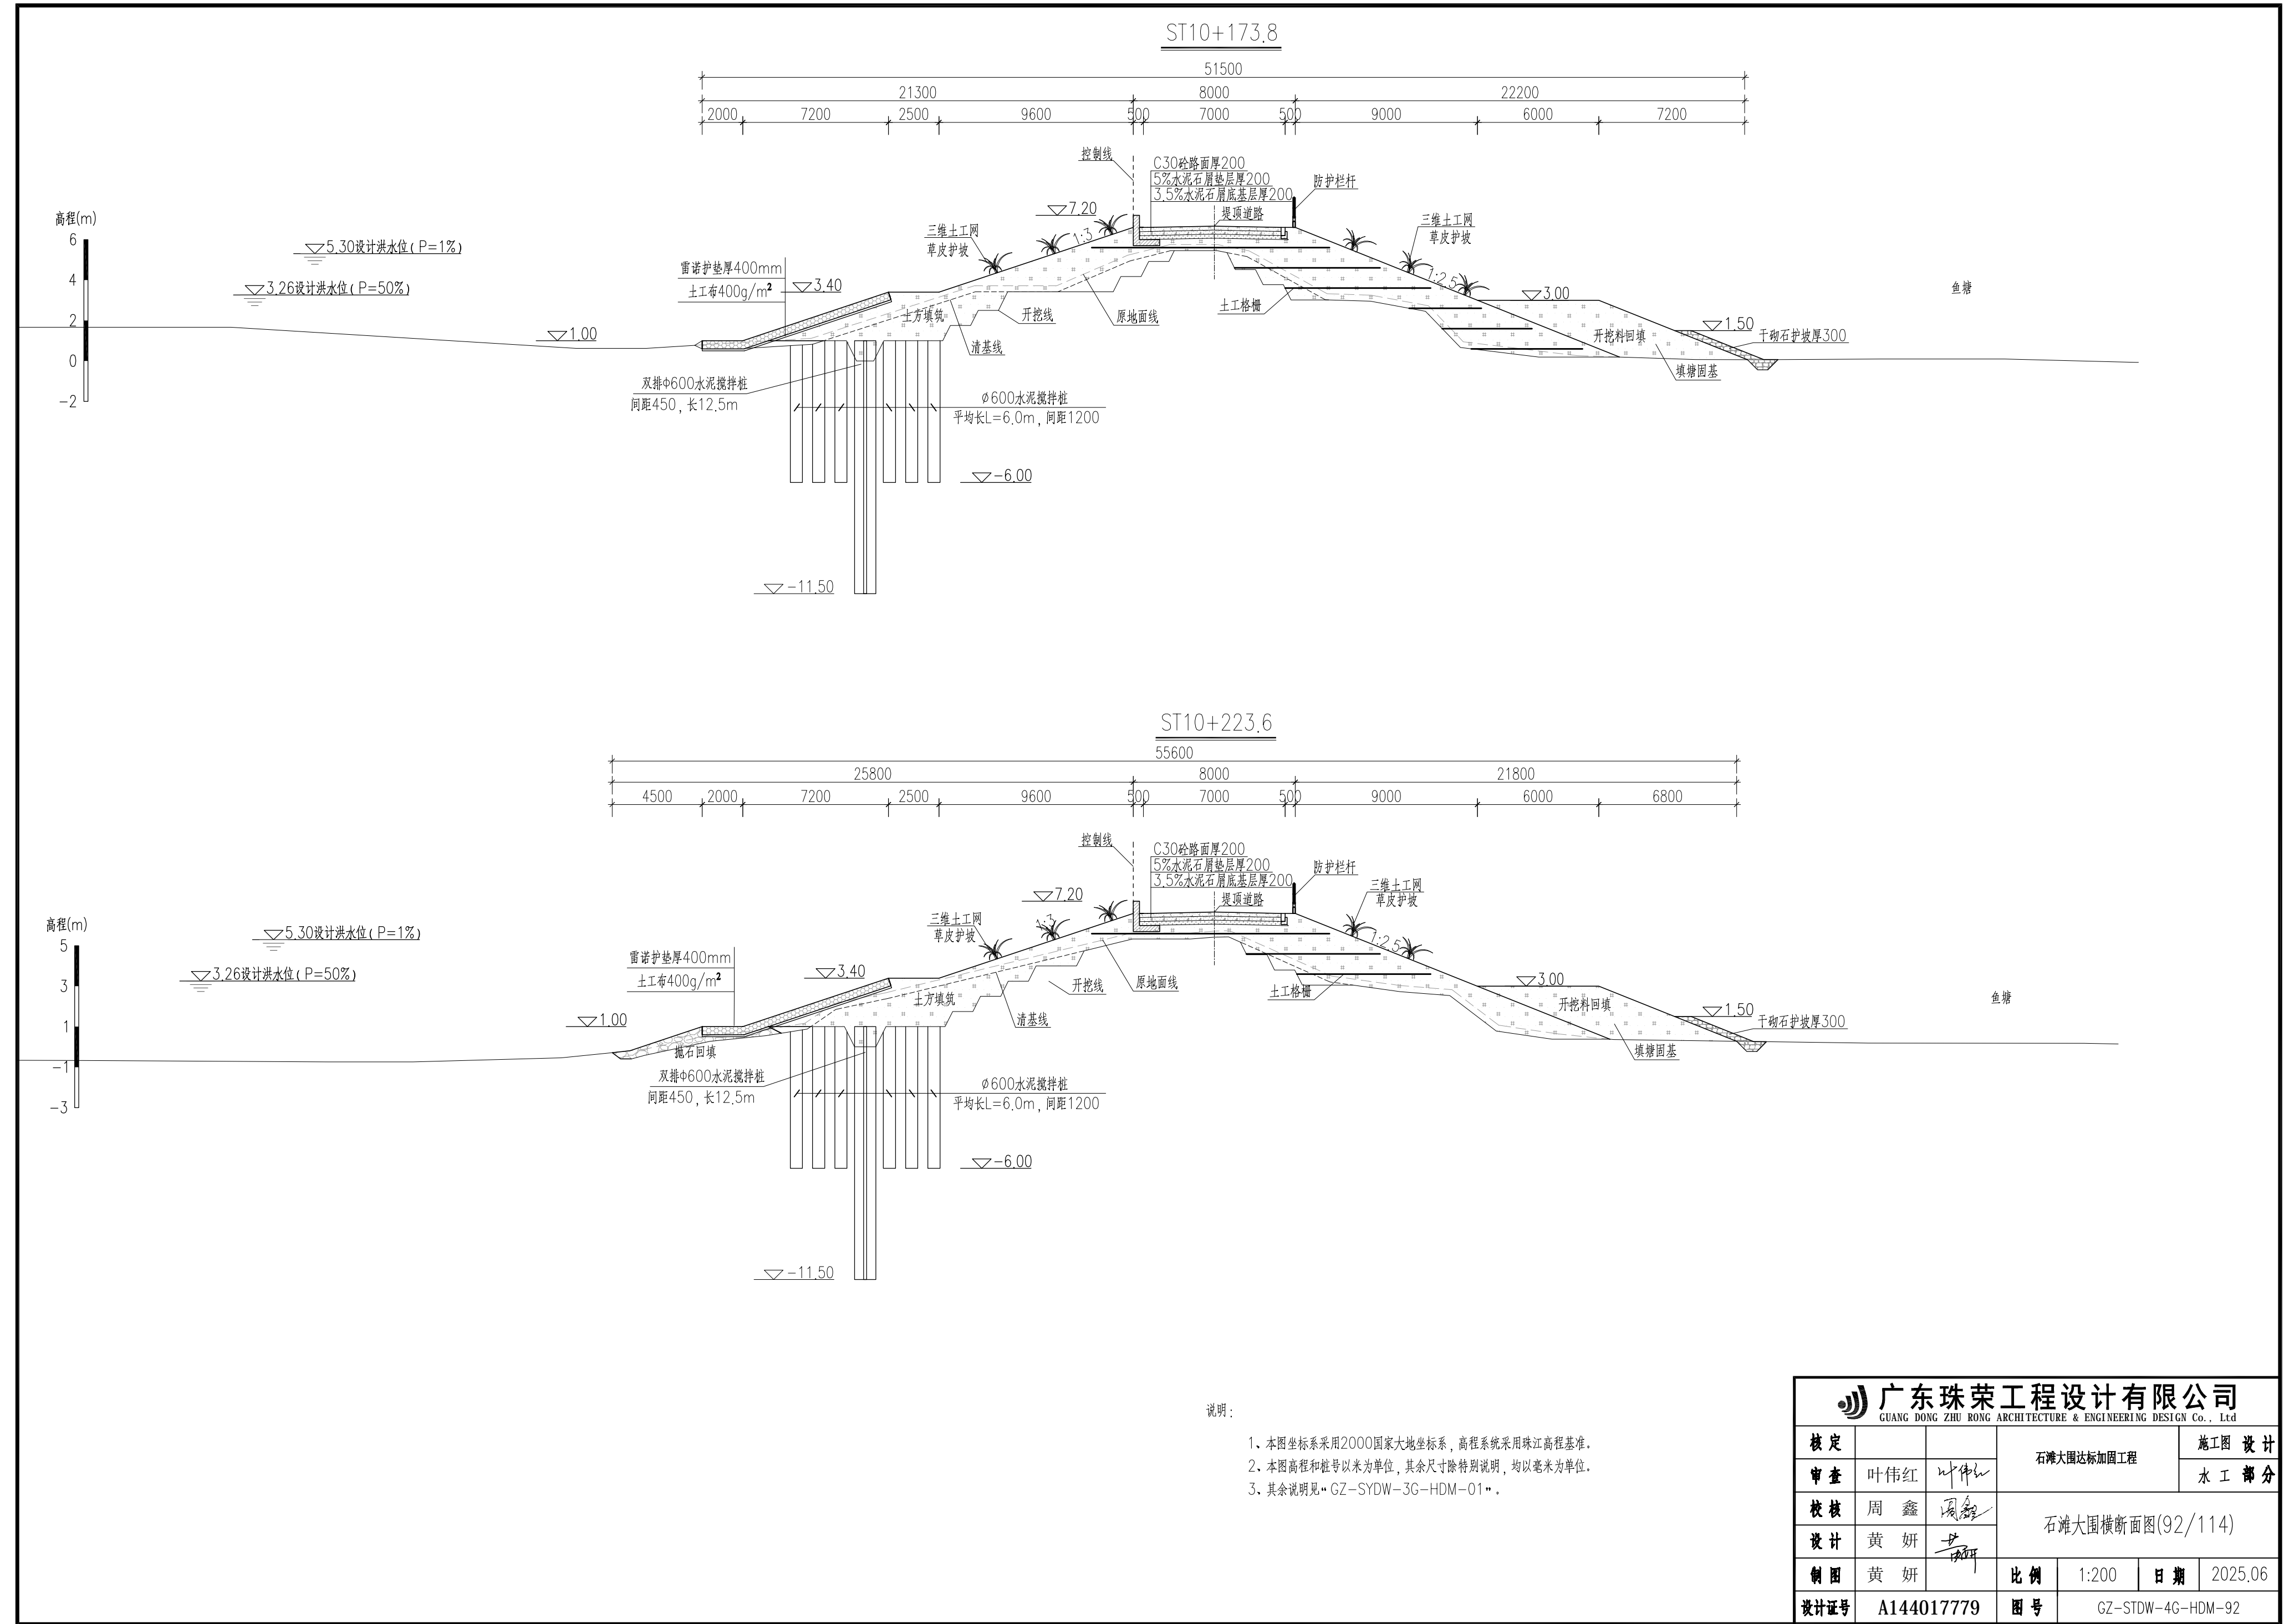 ST10+173.8
51500
21300 8000 22200
2000 7200 2500 9600 500 7000 500 9000 6000 7200
控制线
C30砼路面厚200
5%水泥石屑垫层厚200
3.5%水泥石屑底基层厚200
防护栏杆
堤顶道路
7.20
高程(m)
6
4
2
0
-2
5.30设计洪水位(P=1%)
3.26设计洪水位(P=50%)
三维土工网
草皮护坡
1:3
三维土工网
草皮护坡
1:2.5
雷诺护垫厚400mm
土工布400g/m²
3.40
3.00
鱼塘
1.00
土方填筑
开挖线
原地面线
土工格栅
1.50
开挖料回填
干砌石护坡厚300
清基线
填塘固基
双排Φ600水泥搅拌桩
间距450，长12.5m
ø600水泥搅拌桩
平均长L=6.0m，间距1200
-6.00
-11.50
ST10+223.6
55600
25800 8000 21800
4500 2000 7200 2500 9600 500 7000 500 9000 6000 6800
控制线
C30砼路面厚200
5%水泥石屑垫层厚200
3.5%水泥石屑底基层厚200
防护栏杆
堤顶道路
7.20
高程(m)
5
3
1
-1
-3
5.30设计洪水位(P=1%)
3.26设计洪水位(P=50%)
三维土工网
草皮护坡
1:3
三维土工网
草皮护坡
1:2.5
雷诺护垫厚400mm
土工布400g/m²
3.40
3.00
鱼塘
1.00
土方填筑
开挖线
原地面线
土工格栅
1.50
开挖料回填
干砌石护坡厚300
清基线
填塘固基
抛石回填
双排Φ600水泥搅拌桩
间距450，长12.5m
ø600水泥搅拌桩
平均长L=6.0m，间距1200
-6.00
-11.50
说明：
1、本图坐标系采用2000国家大地坐标系，高程系统采用珠江高程基准。
2、本图高程和桩号以米为单位，其余尺寸除特别说明，均以毫米为单位。
3、其余说明见“GZ-SYDW-3G-HDM-01”。
广东珠荣工程设计有限公司
GUANG DONG ZHU RONG ARCHITECTURE & ENGINEERING DESIGN Co., Ltd
核定 石滩大围达标加固工程 施工图 设计
审查 叶伟红 叶伟红 水工 部分
校核 周鑫 周鑫 石滩大围横断面图(92/114)
设计 黄妍 黄妍
制图 黄妍 比例 1:200 日期 2025.06
设计证号 A144017779 图号 GZ-STDW-4G-HDM-92